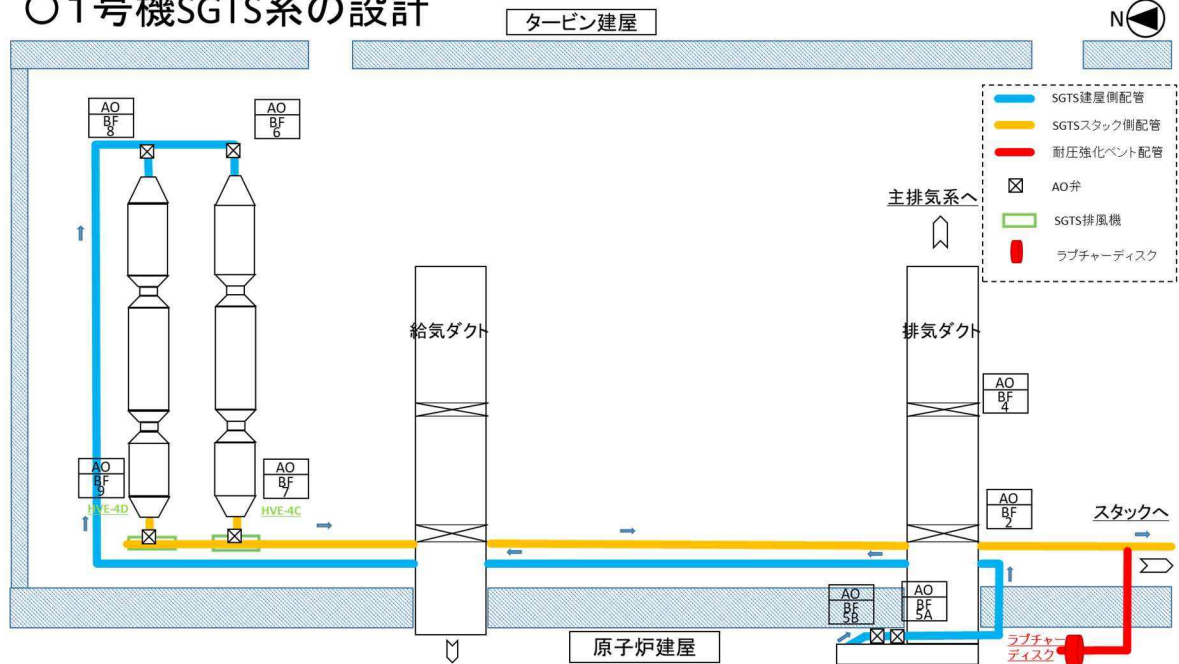 〇1号機SGTS系の設計
タービン建屋
N
AO
BF
8
AO
BF
6
SGTS建屋側配管
SGTSスタック側配管
耐圧強化ベント配管
AO弁
SGTS排風機
ラプチャーディスク
主排気系へ
給気ダクト
排気ダクト
AO
BF
4
AO
BF
9
HVE-4D
AO
BF
7
HVE-4C
AO
BF
2
スタックへ
AO
BF
5B
AO
BF
5A
原子炉建屋
ラプチャー
ディスク